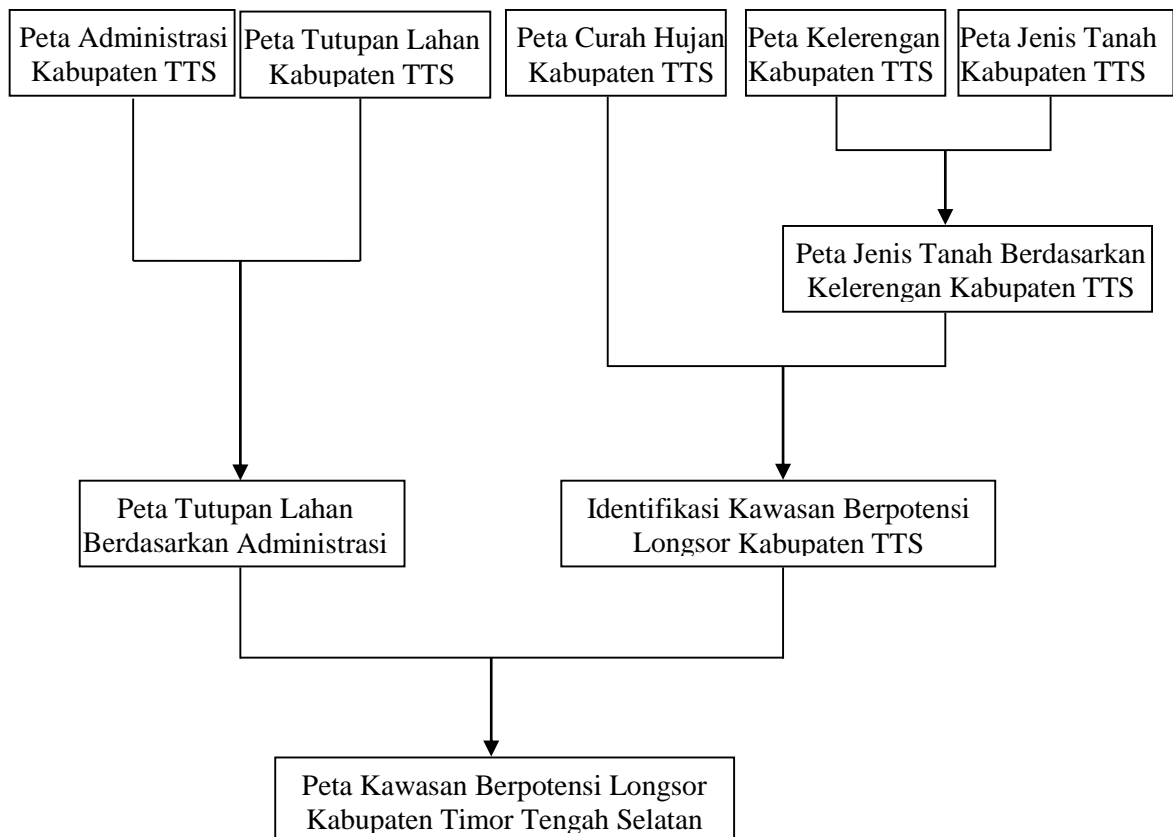 Peta Administrasi
Kabupaten TTS
Peta Tutupan Lahan
Kabupaten TTS
Peta Curah Hujan
Kabupaten TTS
Peta Kelerengan
Kabupaten TTS
Peta Jenis Tanah
Kabupaten TTS
Peta Jenis Tanah Berdasarkan
Kelerengan Kabupaten TTS
Peta Tutupan Lahan
Berdasarkan Administrasi
Identifikasi Kawasan Berpotensi
Longsor Kabupaten TTS
Peta Kawasan Berpotensi Longsor
Kabupaten Timor Tengah Selatan